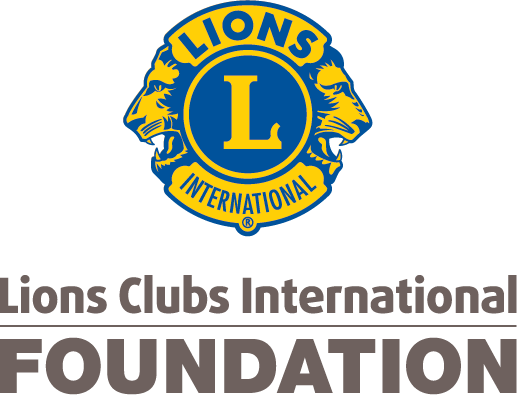 LIONS
L
INTERNATIONAL
®
Lions Clubs International
FOUNDATION